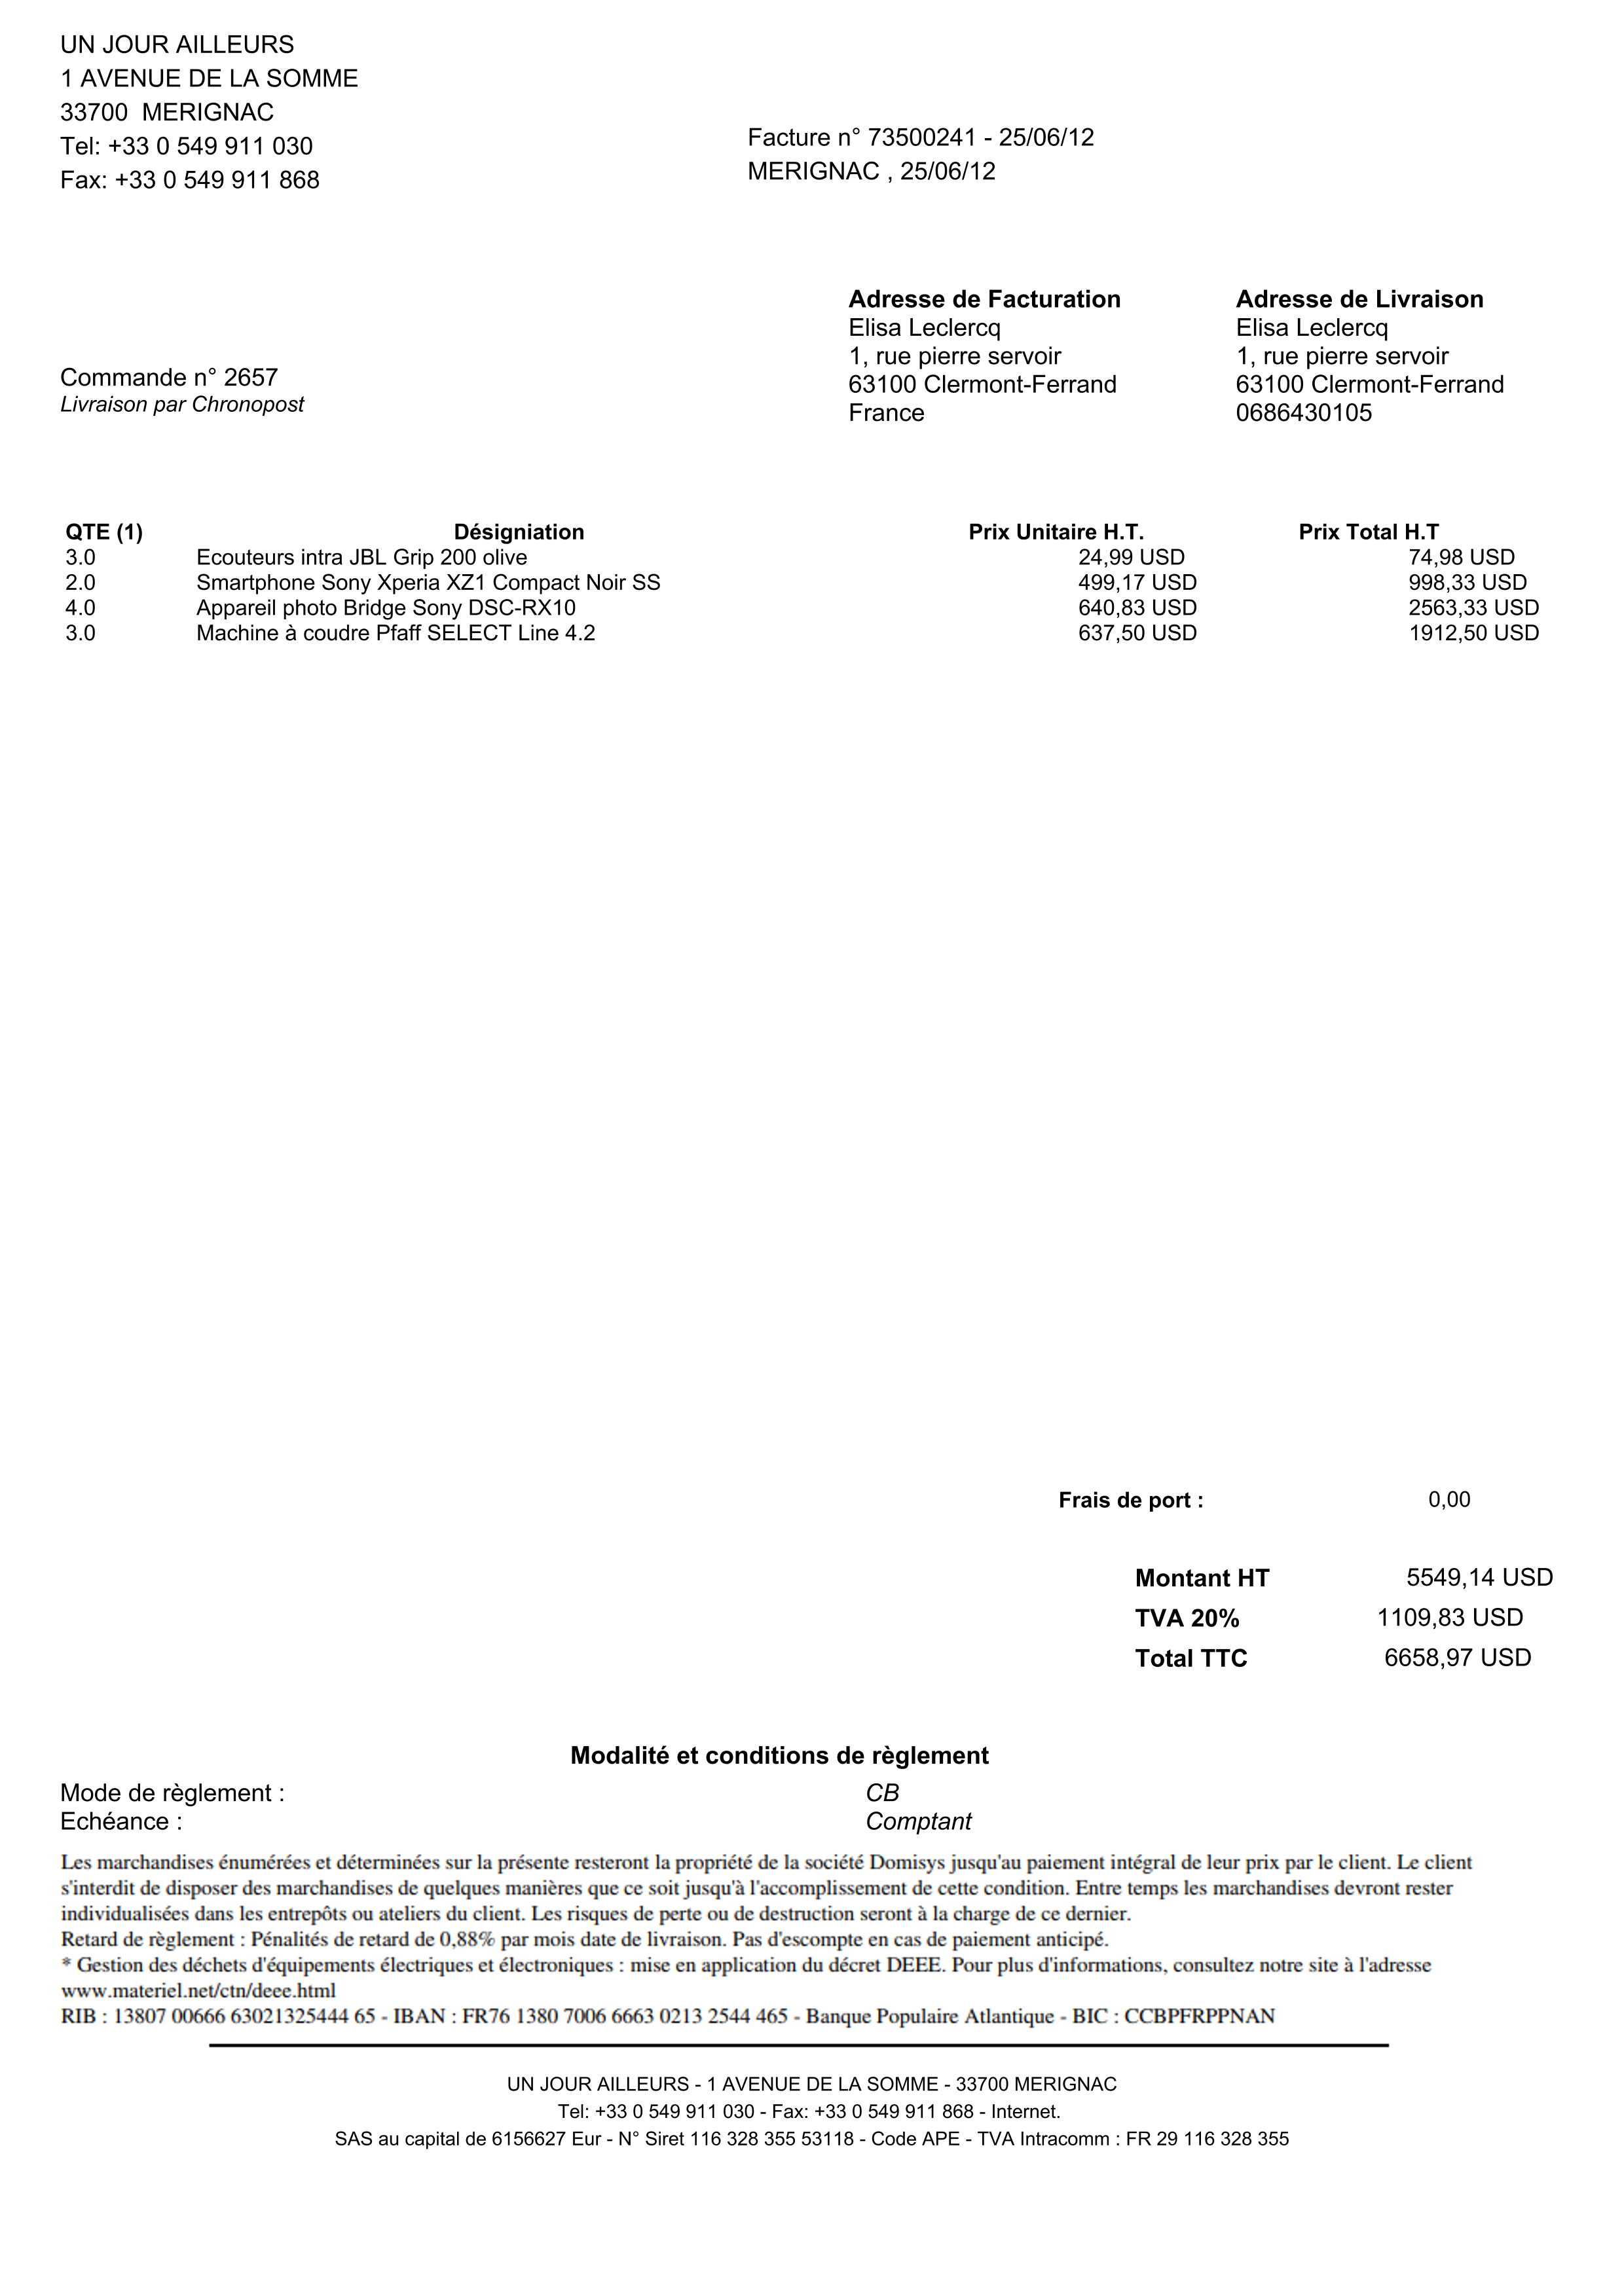 UN JOUR AILLEURS
1 AVENUE DE LA SOMME
33700 MERIGNAC
Tel: +33 0 549 911 030
Fax: +33 0 549 911 868
Facture n° 73500241 - 25/06/12
MERIGNAC , 25/06/12
Commande n° 2657
Livraison par Chronopost
Adresse de Facturation
Elisa Leclercq
1, rue pierre servoir
63100 Clermont-Ferrand
France
Adresse de Livraison
Elisa Leclercq
1, rue pierre servoir
63100 Clermont-Ferrand
0686430105
QTE (1) Désigniation Prix Unitaire H.T. Prix Total H.T
3.0 Ecouteurs intra JBL Grip 200 olive 24,99 USD 74,98 USD
2.0 Smartphone Sony Xperia XZ1 Compact Noir SS 499,17 USD 998,33 USD
4.0 Appareil photo Bridge Sony DSC-RX10 640,83 USD 2563,33 USD
3.0 Machine à coudre Pfaff SELECT Line 4.2 637,50 USD 1912,50 USD
Frais de port : 0,00
Montant HT 5549,14 USD
TVA 20% 1109,83 USD
Total TTC 6658,97 USD
Modalité et conditions de règlement
Mode de règlement : CB
Echéance : Comptant
Les marchandises énumérées et déterminées sur la présente resteront la propriété de la société Domisys jusqu'au paiement intégral de leur prix par le client. Le client
s'interdit de disposer des marchandises de quelques manières que ce soit jusqu'à l'accomplissement de cette condition. Entre temps les marchandises devront rester
individualisées dans les entrepôts ou ateliers du client. Les risques de perte ou de destruction seront à la charge de ce dernier.
Retard de règlement : Pénalités de retard de 0,88% par mois date de livraison. Pas d'escompte en cas de paiement anticipé.
* Gestion des déchets d'équipements électriques et électroniques : mise en application du décret DEEE. Pour plus d'informations, consultez notre site à l'adresse
www.materiel.net/ctn/deee.html
RIB : 13807 00666 63021325444 65 - IBAN : FR76 1380 7006 6663 0213 2544 465 - Banque Populaire Atlantique - BIC : CCBPFRPPNAN
UN JOUR AILLEURS - 1 AVENUE DE LA SOMME - 33700 MERIGNAC
Tel: +33 0 549 911 030 - Fax: +33 0 549 911 868 - Internet.
SAS au capital de 6156627 Eur - N° Siret 116 328 355 53118 - Code APE - TVA Intracomm : FR 29 116 328 355